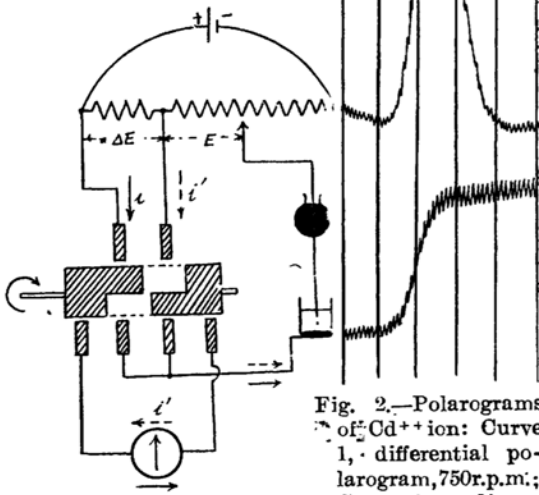 + -
ΔE E
i i'
i'
Fig. 2.—Polarograms
of Cd++ ion: Curve
1, differential po-
larogram, 750r.p.m.;